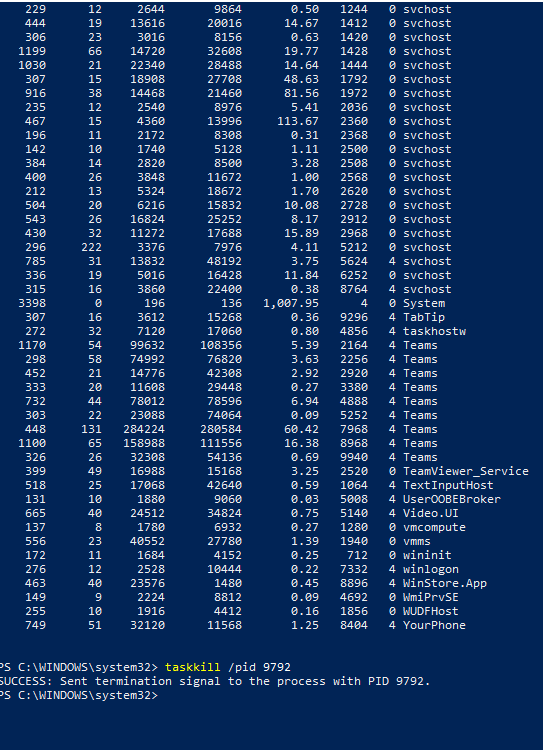 229 12 2644 9864 0.50 1244 0 svchost
444 19 13616 20016 14.67 1412 0 svchost
306 23 3016 8156 0.63 1420 0 svchost
1199 66 14720 32608 19.77 1428 0 svchost
1030 21 22340 28488 14.64 1444 0 svchost
307 15 18908 27708 48.63 1792 0 svchost
916 38 14468 21460 81.56 1972 0 svchost
235 12 2540 8976 5.41 2036 0 svchost
467 15 4360 13996 113.67 2360 0 svchost
196 11 2172 8308 0.31 2368 0 svchost
142 10 1740 5128 1.11 2500 0 svchost
384 14 2820 8500 3.28 2508 0 svchost
400 26 3848 11672 1.00 2568 0 svchost
212 13 5324 18672 1.70 2620 0 svchost
504 20 6216 15832 10.08 2728 0 svchost
543 26 16824 25252 8.17 2912 0 svchost
430 32 11272 17688 15.89 2968 0 svchost
296 222 3376 7976 4.11 5212 0 svchost
785 31 13832 48192 3.75 5624 4 svchost
336 19 5016 16428 11.84 6252 0 svchost
315 16 3860 22400 0.38 8764 4 svchost
3398 0 196 136 1,007.95 4 0 System
307 16 3612 15268 0.36 9296 4 TabTip
272 32 7120 17060 0.80 4856 4 taskhostw
1170 54 99632 108356 5.39 2164 4 Teams
298 58 74992 76820 3.63 2256 4 Teams
452 21 14776 42308 2.92 2920 4 Teams
333 20 11608 29448 0.27 3380 4 Teams
732 44 78012 78596 6.94 4888 4 Teams
303 22 23088 74064 0.09 5252 4 Teams
448 131 284224 280584 60.42 7968 4 Teams
1100 65 158988 111556 16.38 8968 4 Teams
326 26 32308 54136 0.69 9940 4 Teams
399 49 16988 15168 3.25 2520 0 TeamViewer_Service
518 25 17068 42640 0.59 1064 4 TextInputHost
131 10 1880 9060 0.03 5008 4 UserOOBEBroker
665 40 24512 34824 0.75 5140 4 Video.UI
137 8 1780 6932 0.27 1280 0 vmcompute
556 23 40552 27780 1.39 1940 0 vmms
172 11 1684 4152 0.25 712 0 wininit
276 12 2528 10444 0.22 7332 4 winlogon
463 40 23576 1480 0.45 8896 4 WinStore.App
149 9 2224 8812 0.09 4692 0 WmiPrvSE
255 10 1916 4412 0.16 1856 0 WUDFHost
749 51 32120 11568 1.25 8404 4 YourPhone
PS C:\WINDOWS\system32> taskkill /pid 9792
SUCCESS: Sent termination signal to the process with PID 9792.
PS C:\WINDOWS\system32>